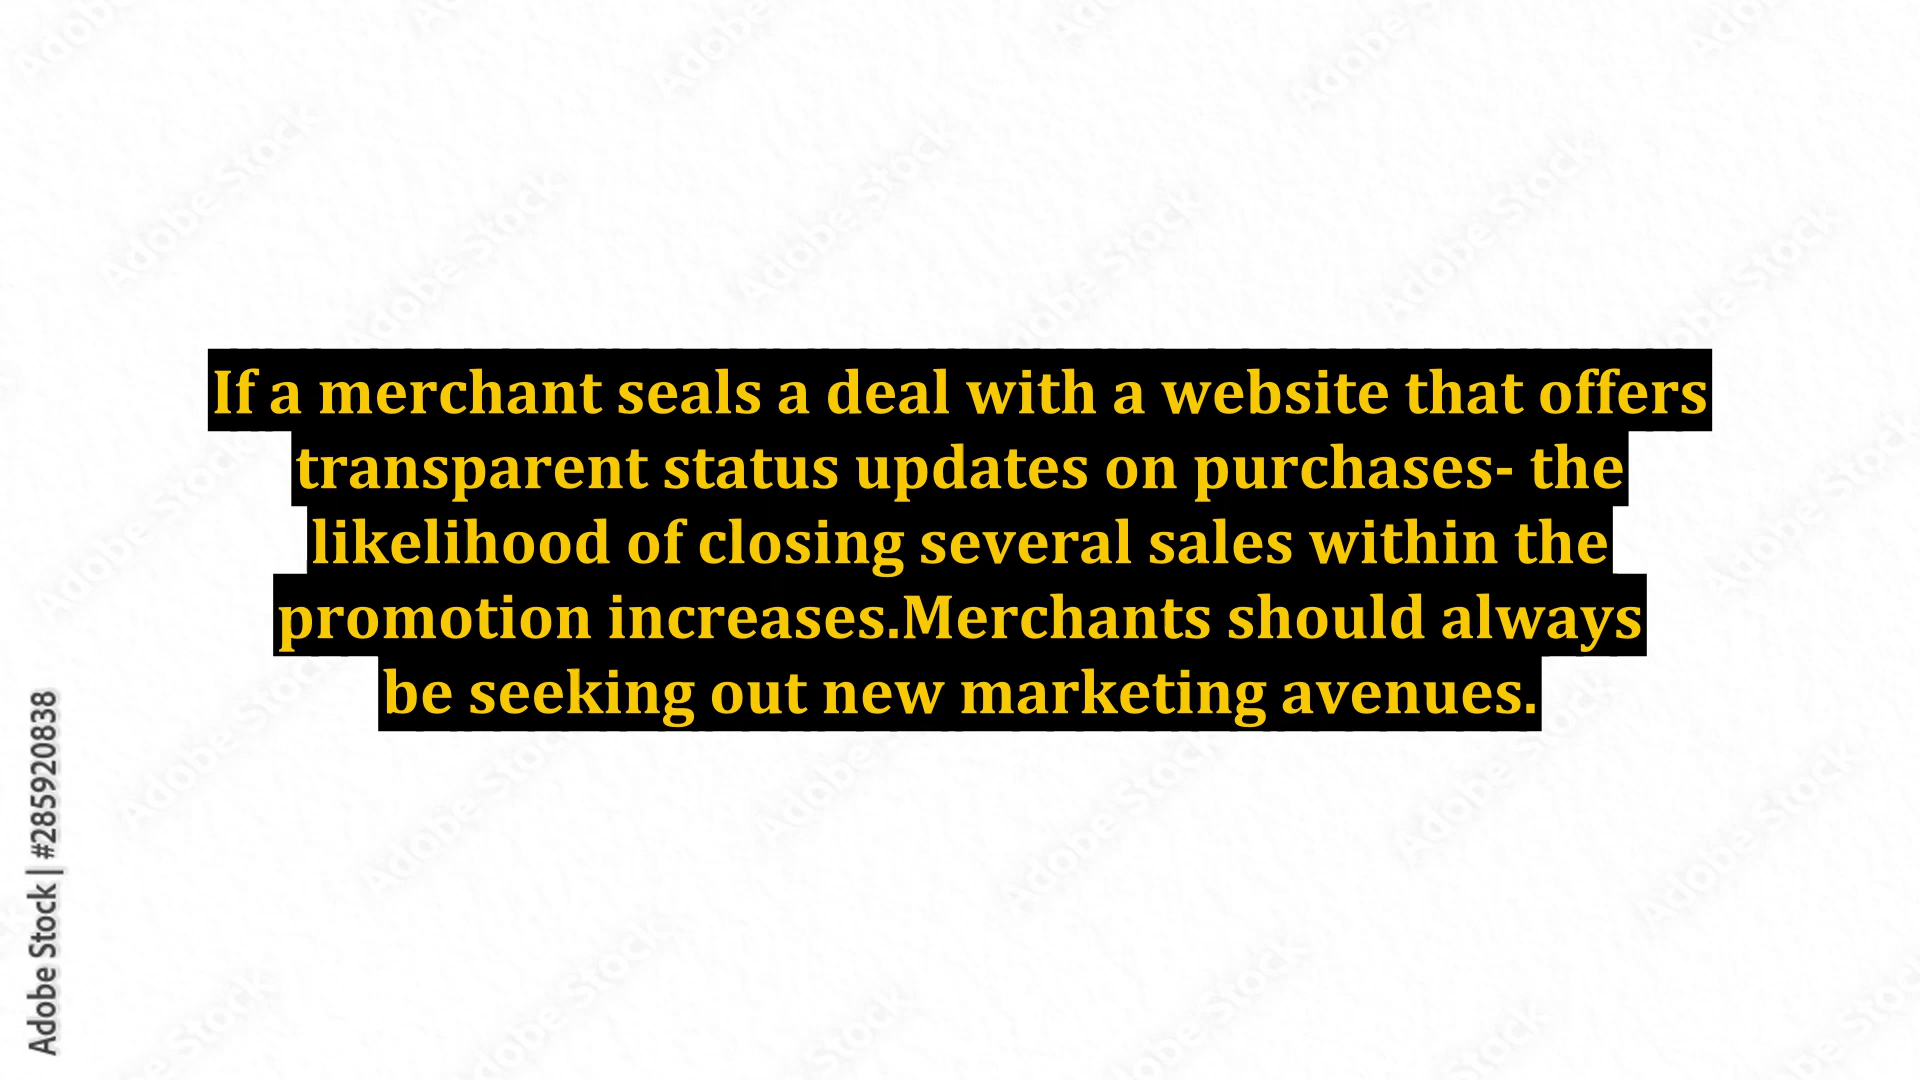 If a merchant seals a deal with a website that offers
transparent status updates on purchases- the
likelihood of closing several sales within the
promotion increases.Merchants should always
be seeking out new marketing avenues.
Adobe Stock | #285920838